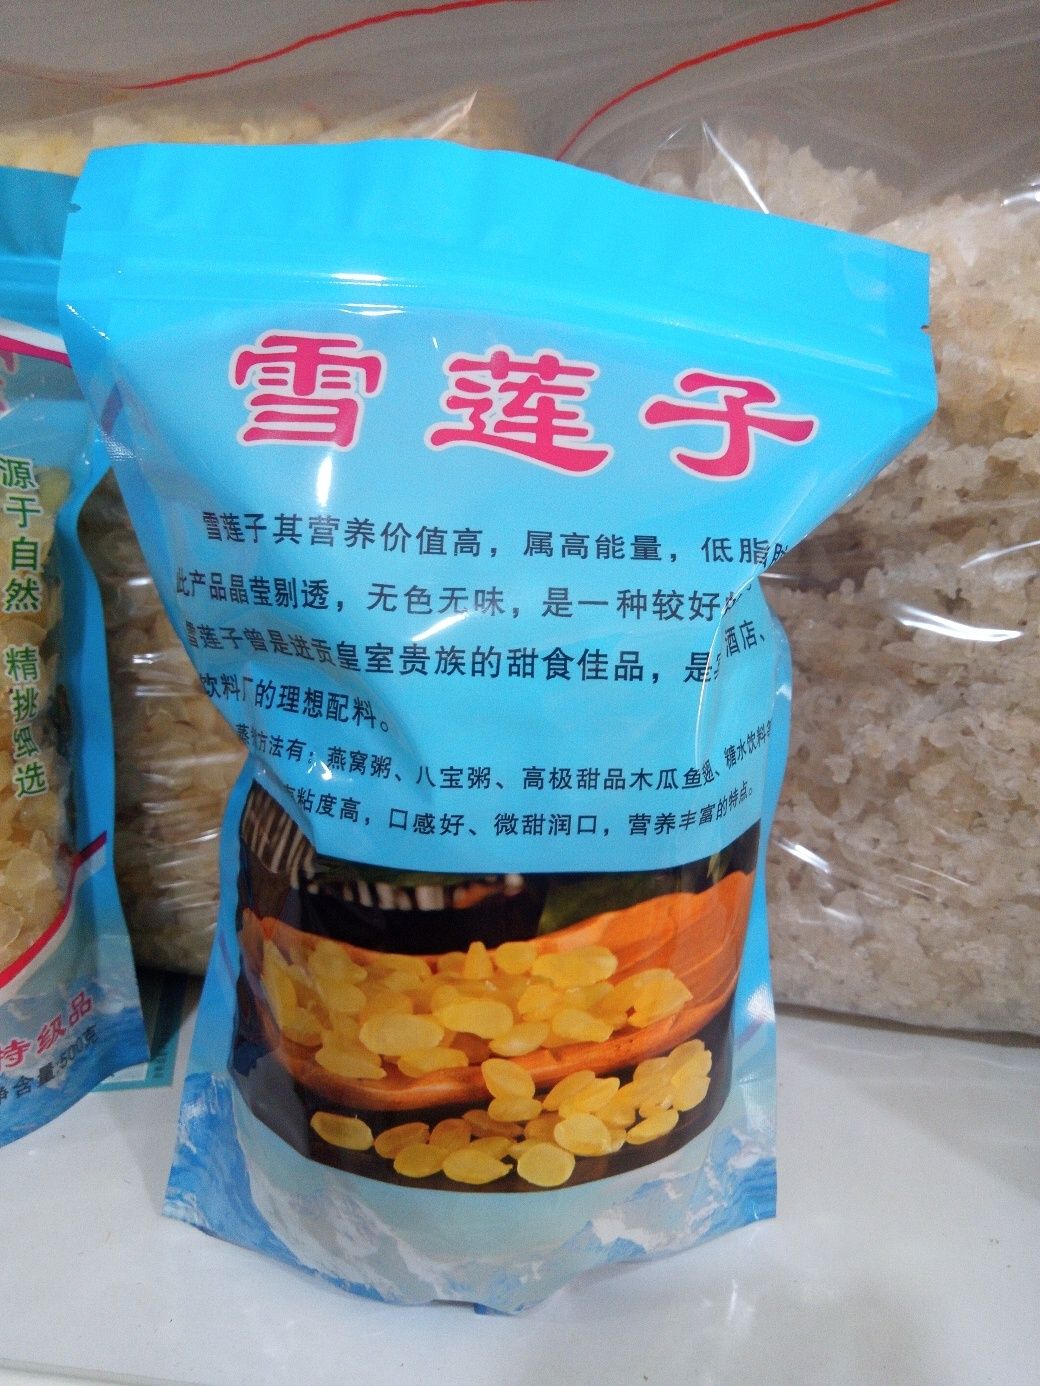 雪莲子
雪莲子其营养价值高，属高能量，低脂
此产品晶莹剔透，无色无味，是一种较好
雪莲子曾是进贡皇室贵族的甜食佳品，是 酒店、
饮料厂的理想配料。
方法有：燕窝粥、八宝粥、高极甜品木瓜鱼翅、糖水饮料
粘度高，口感好、微甜润口，营养丰富的特点。
源于自然 精挑细选
特级品
净含量:500克